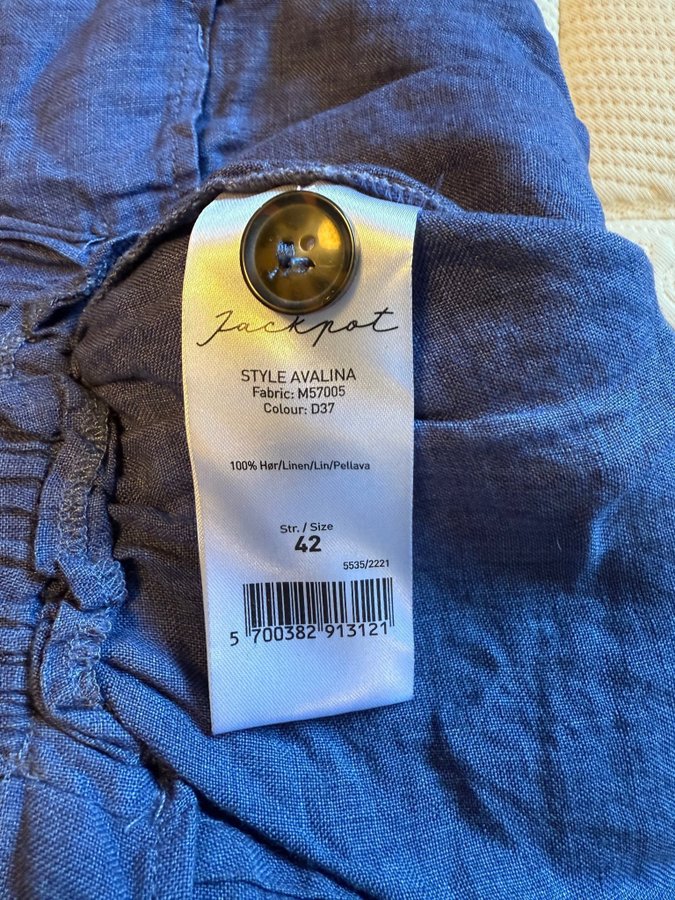 Jackpot
STYLE AVALINA
Fabric: M57005
Colour: D37
100% Hør/Linen/Lin/Pellava
Str. / Size
42
5535/2221
5 700382 913121